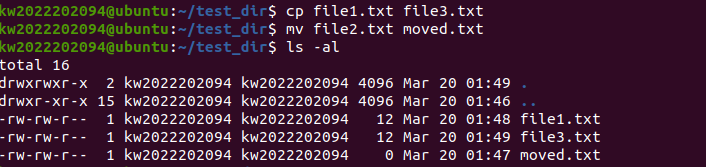 kw2022202094@ubuntu:~/test_dir$ cp file1.txt file3.txt
kw2022202094@ubuntu:~/test_dir$ mv file2.txt moved.txt
kw2022202094@ubuntu:~/test_dir$ ls -al
total 16
drwxrwxr-x  2 kw2022202094 kw2022202094 4096 Mar 20 01:49 .
drwxr-xr-x 15 kw2022202094 kw2022202094 4096 Mar 20 01:46 ..
-rw-rw-r--  1 kw2022202094 kw2022202094   12 Mar 20 01:48 file1.txt
-rw-rw-r--  1 kw2022202094 kw2022202094   12 Mar 20 01:49 file3.txt
-rw-rw-r--  1 kw2022202094 kw2022202094    0 Mar 20 01:47 moved.txt